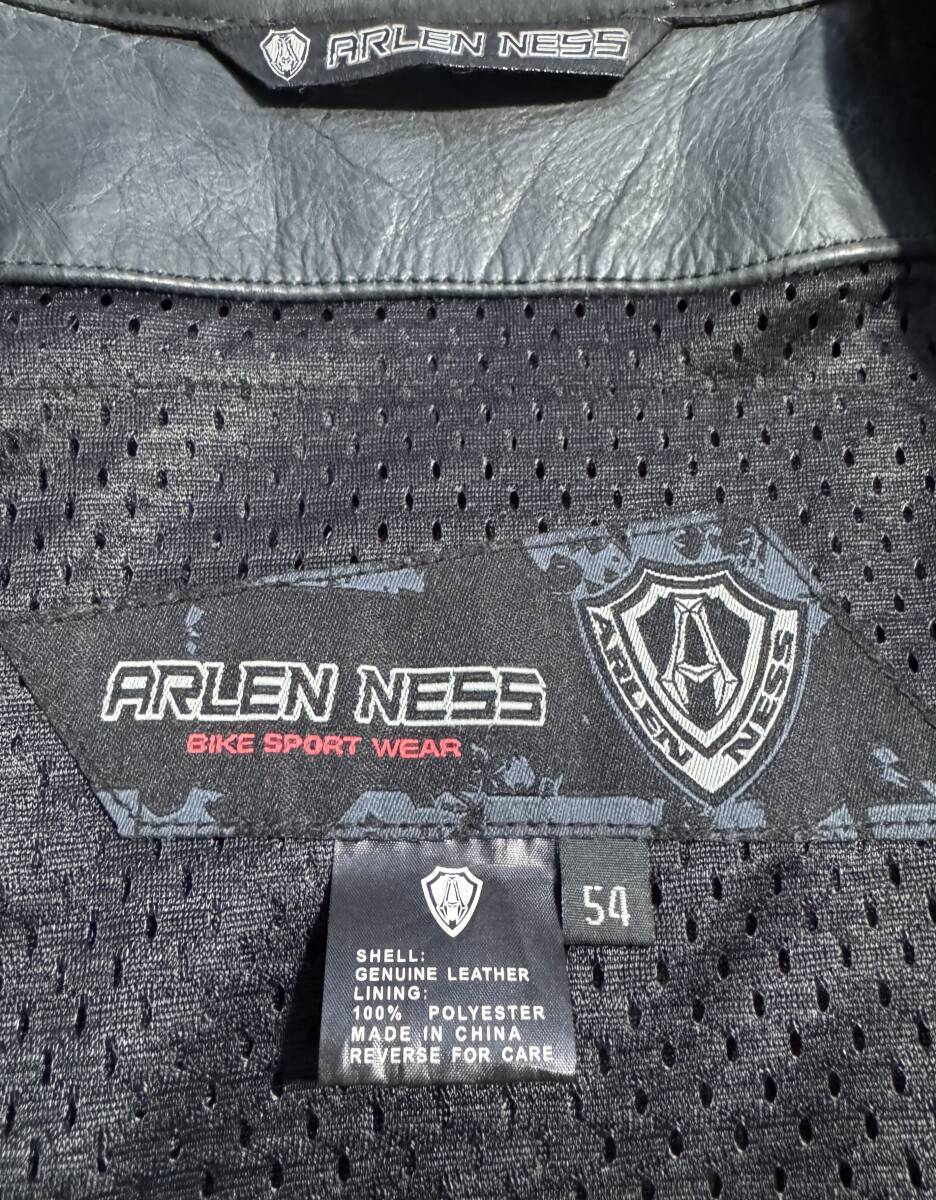 ARLEN NESS
ARLEN NESS
BIKE SPORT WEAR
ARLEN NESS
54
SHELL:
GENUINE LEATHER
LINING:
100% POLYESTER
MADE IN CHINA
REVERSE FOR CARE